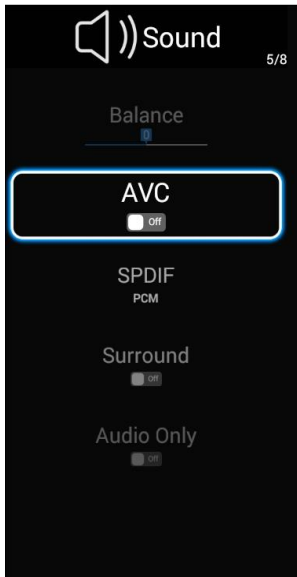 Sound
5/8
Balance
0
AVC
Off
SPDIF
PCM
Surround
Off
Audio Only
Off